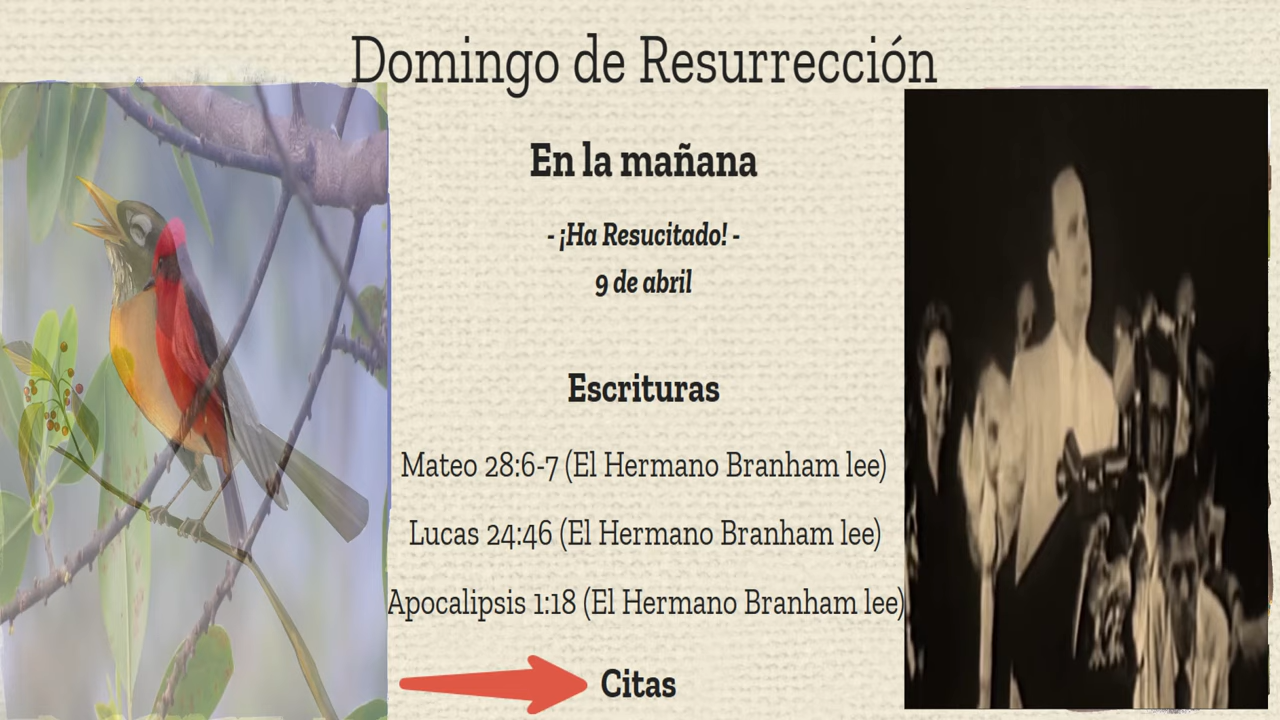 Domingo de Resurrección
En la mañana
- ¡Ha Resucitado! -
9 de abril
Escrituras
Mateo 28:6-7 (El Hermano Branham lee)
Lucas 24:46 (El Hermano Branham lee)
Apocalipsis 1:18 (El Hermano Branham lee)
Citas